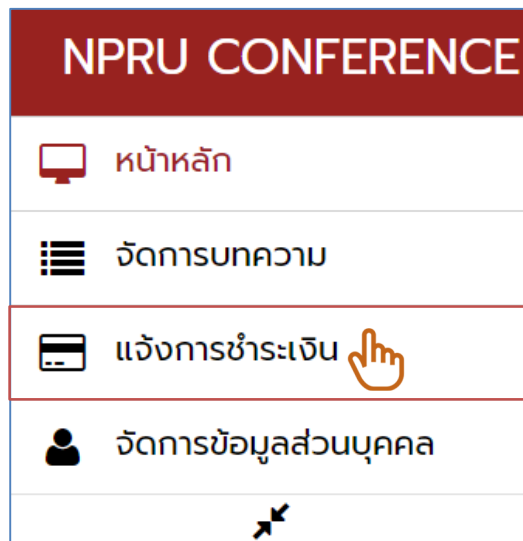 NPRU CONFERENCE
หน้าหลัก
จัดการบทความ
แจ้งการชำระเงิน
จัดการข้อมูลส่วนบุคคล